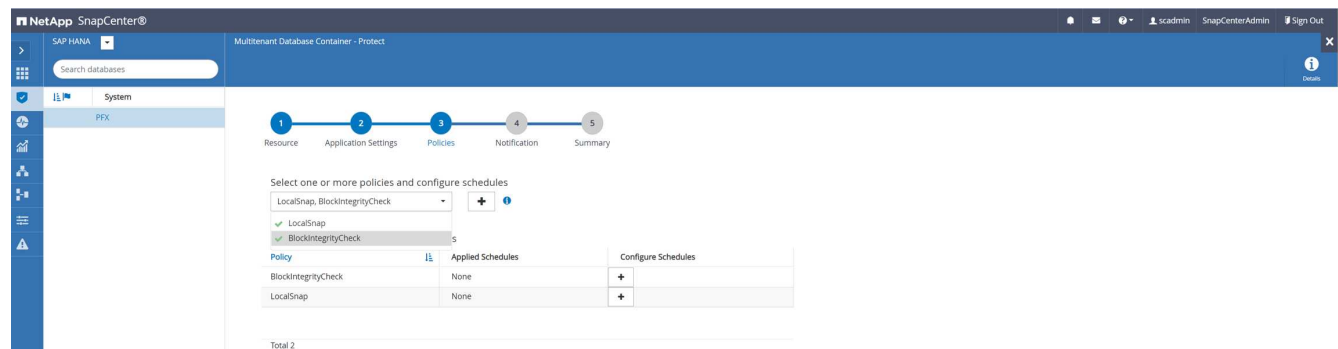 NetApp SnapCenter®
scadmin SnapCenterAdmin Sign Out
SAP HANA
Multitenant Database Container - Protect
Search databases
Details
System
PFX
1 2 3 4 5
Resource Application Settings Policies Notification Summary
Select one or more policies and configure schedules
LocalSnap, BlockIntegrityCheck
LocalSnap
BlockIntegrityCheck
s
Policy Applied Schedules Configure Schedules
BlockIntegrityCheck None +
LocalSnap None +
Total 2